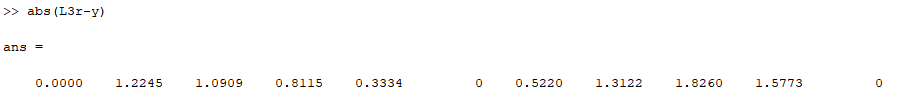 >> abs(L3r-y)
ans =
0.0000 1.2245 1.0909 0.8115 0.3334 0 0.5220 1.3122 1.8260 1.5773 0